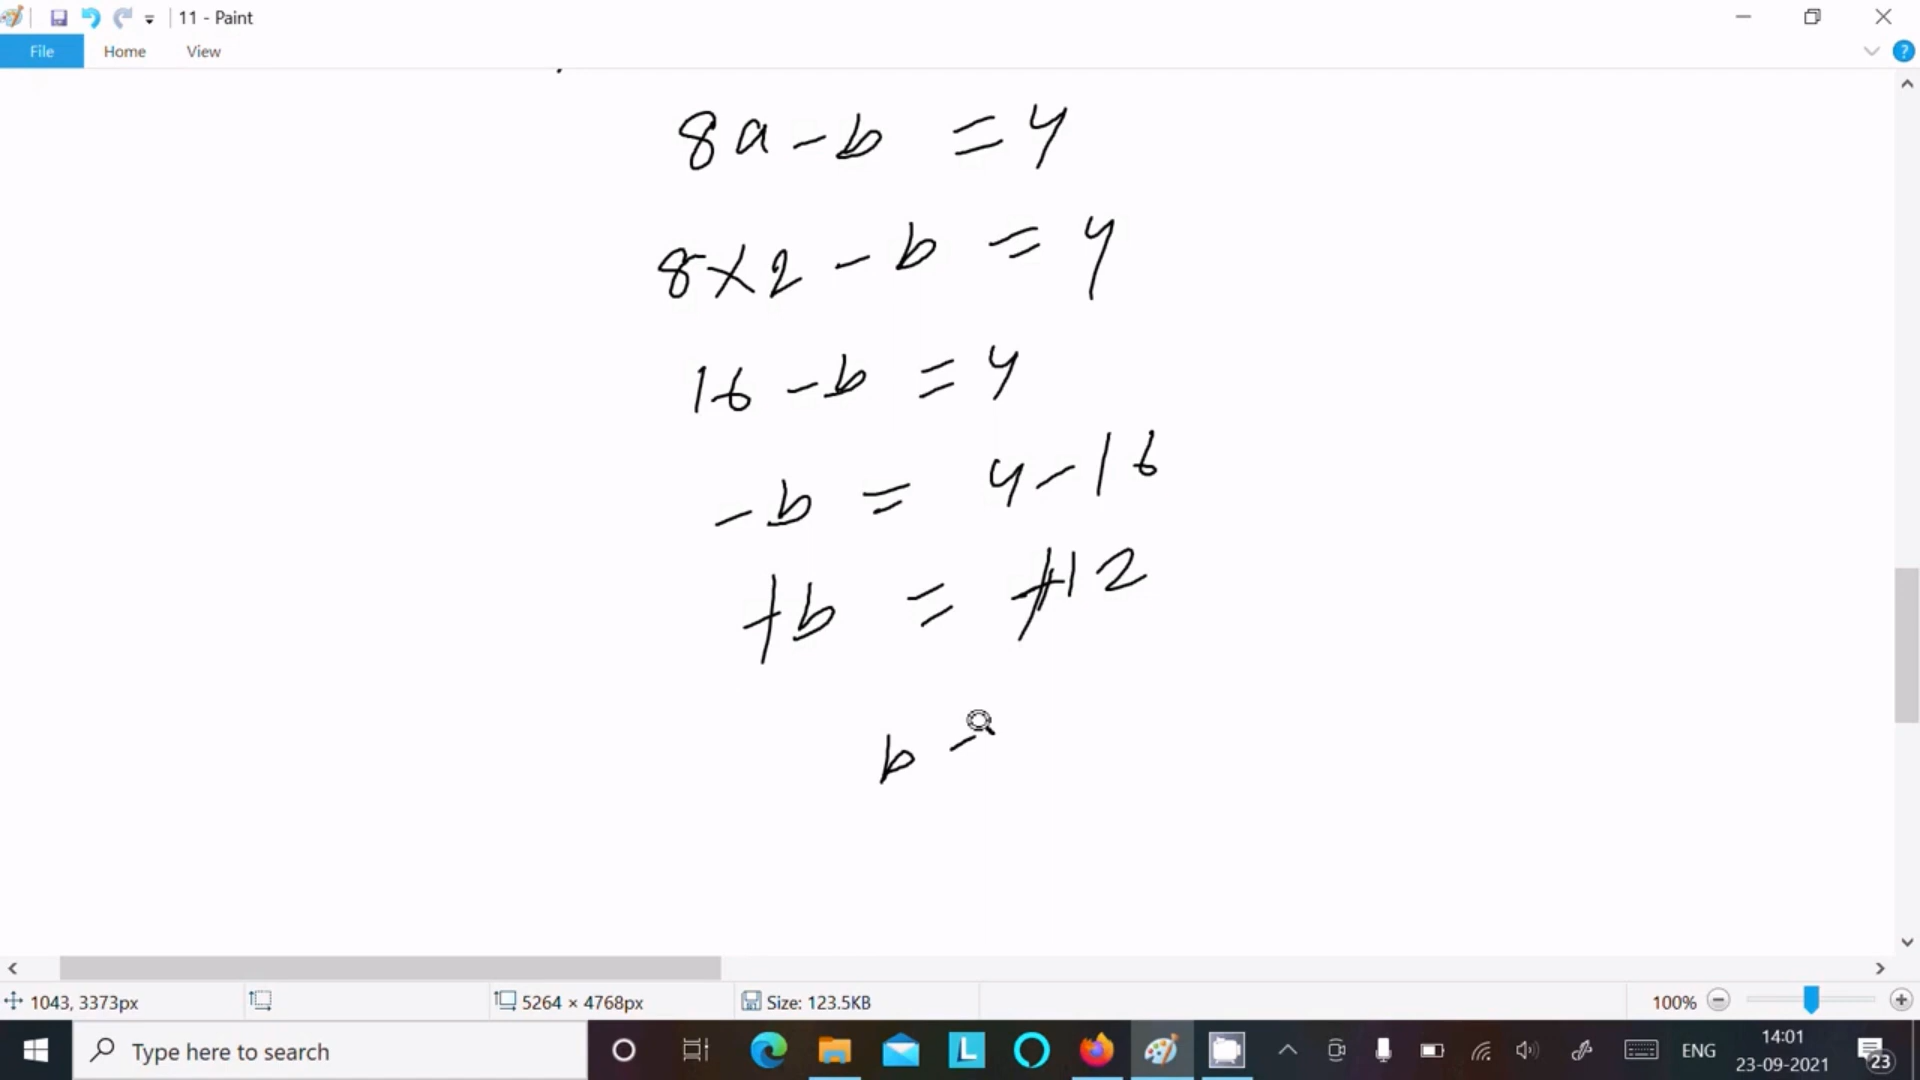 11 - Paint
File Home View
8a - b = 4
8×2 - b = 4
16 - b = 4
-b = 4 - 16
+b = +12
b -
1043, 3373px 5264 × 4768px Size: 123.5KB 100%
Type here to search ENG 14:01
23-09-2021 23